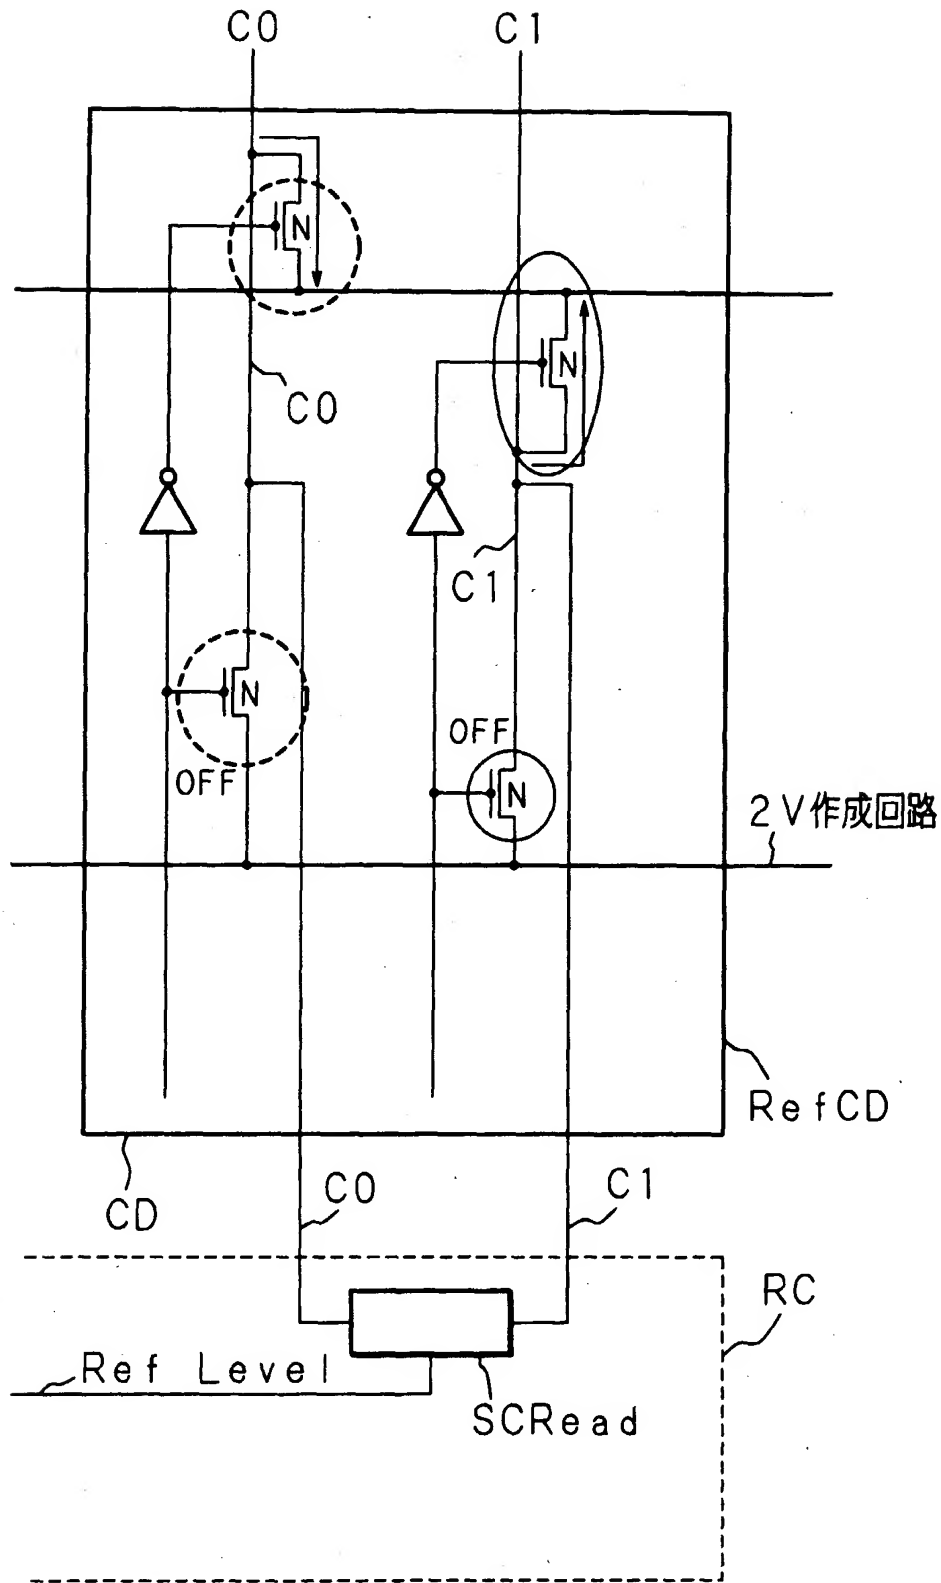 C0
C1
N
N
C0
C1
N
OFF
OFF
N
2V作成回路
RefCD
CD
C0
C1
RC
Ref Level
SCRead